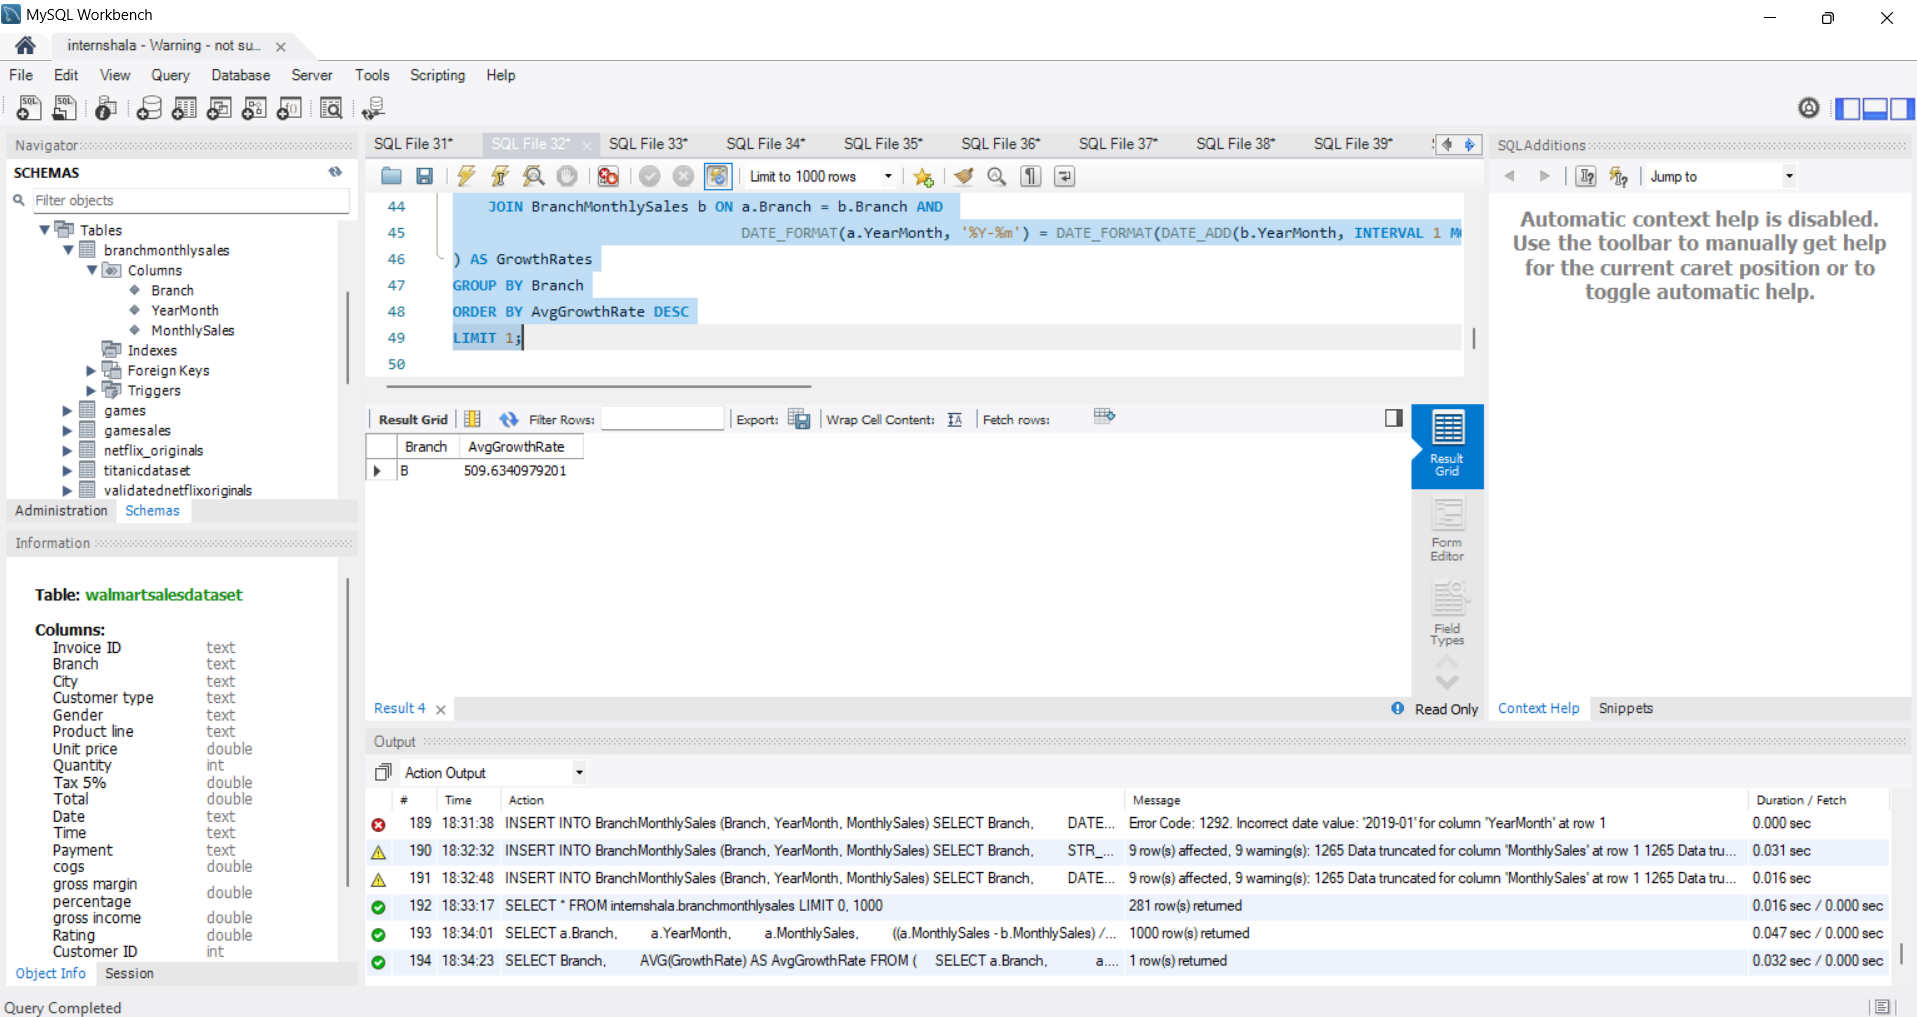 MySQL Workbench
internshala - Warning - not su...
File Edit View Query Database Server Tools Scripting Help
Navigator
SCHEMAS
Filter objects
Tables
branchmonthlysales
Columns
Branch
YearMonth
MonthlySales
Indexes
Foreign Keys
Triggers
games
gamesales
netflix_originals
titanicdataset
validatednetflixoriginals
Administration Schemas
Information
Table: walmartsalesdataset
Columns:
Invoice ID text
Branch text
City text
Customer type text
Gender text
Product line text
Unit price double
Quantity int
Tax 5% double
Total double
Date text
Time text
Payment text
cogs double
gross margin
percentage double
gross income double
Rating double
Customer ID int
Object Info Session
SQL File 31* SQL File 32* SQL File 33* SQL File 34* SQL File 35* SQL File 36* SQL File 37* SQL File 38* SQL File 39*
Limit to 1000 rows
44 JOIN BranchMonthlySales b ON a.Branch = b.Branch AND
45 DATE_FORMAT(a.YearMonth, '%Y-%m') = DATE_FORMAT(DATE_ADD(b.YearMonth, INTERVAL 1 M
46 ) AS GrowthRates
47 GROUP BY Branch
48 ORDER BY AvgGrowthRate DESC
49 LIMIT 1;
50
Result Grid Filter Rows: Export: Wrap Cell Content: Fetch rows:
Branch AvgGrowthRate
B 509.6340979201
Result
Grid
Form
Editor
Field
Types
Result 4 Read Only
SQLAdditions
Jump to
Automatic context help is disabled.
Use the toolbar to manually get help
for the current caret position or to
toggle automatic help.
Context Help Snippets
Output
Action Output
# Time Action Message Duration / Fetch
189 18:31:38 INSERT INTO BranchMonthlySales (Branch, YearMonth, MonthlySales) SELECT Branch, DATE... Error Code: 1292. Incorrect date value: '2019-01' for column 'YearMonth' at row 1 0.000 sec
190 18:32:32 INSERT INTO BranchMonthlySales (Branch, YearMonth, MonthlySales) SELECT Branch, STR_... 9 row(s) affected, 9 warning(s): 1265 Data truncated for column 'MonthlySales' at row 1 1265 Data tru... 0.031 sec
191 18:32:48 INSERT INTO BranchMonthlySales (Branch, YearMonth, MonthlySales) SELECT Branch, DATE... 9 row(s) affected, 9 warning(s): 1265 Data truncated for column 'MonthlySales' at row 1 1265 Data tru... 0.016 sec
192 18:33:17 SELECT * FROM internshala.branchmonthlysales LIMIT 0, 1000 281 row(s) returned 0.016 sec / 0.000 sec
193 18:34:01 SELECT a.Branch, a.YearMonth, a.MonthlySales, ((a.MonthlySales - b.MonthlySales) /... 1000 row(s) returned 0.047 sec / 0.000 sec
194 18:34:23 SELECT Branch, AVG(GrowthRate) AS AvgGrowthRate FROM ( SELECT a.Branch, a.... 1 row(s) returned 0.032 sec / 0.000 sec
Query Completed